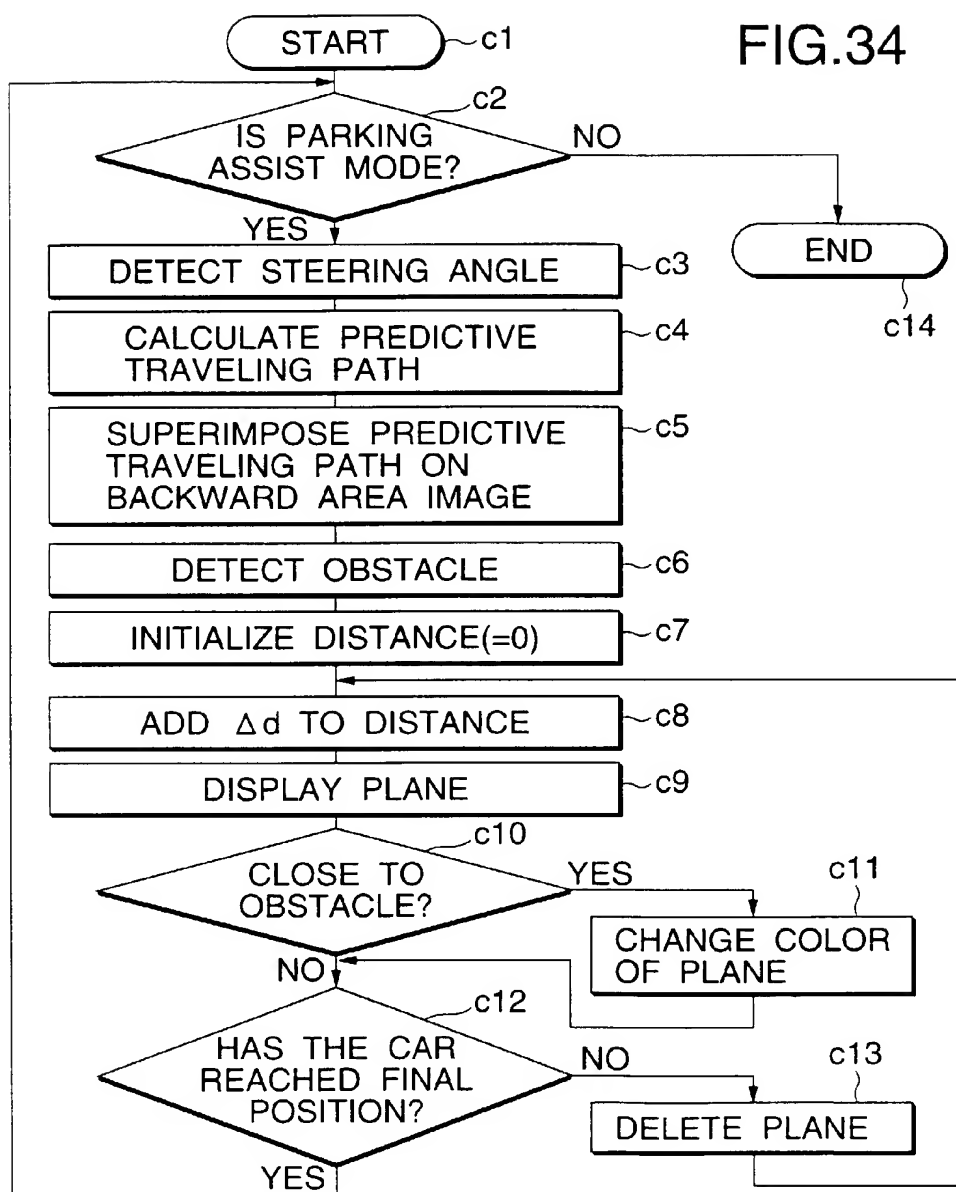 FIG.34
START
c1
c2
IS PARKING
ASSIST MODE?
NO
YES
END
c14
DETECT STEERING ANGLE
c3
CALCULATE PREDICTIVE
TRAVELING PATH
c4
SUPERIMPOSE PREDICTIVE
TRAVELING PATH ON
BACKWARD AREA IMAGE
c5
DETECT OBSTACLE
c6
INITIALIZE DISTANCE(=0)
c7
ADD Δd TO DISTANCE
c8
DISPLAY PLANE
c9
c10
CLOSE TO
OBSTACLE?
YES
c11
CHANGE COLOR
OF PLANE
NO
c12
HAS THE CAR
REACHED FINAL
POSITION?
NO
c13
DELETE PLANE
YES